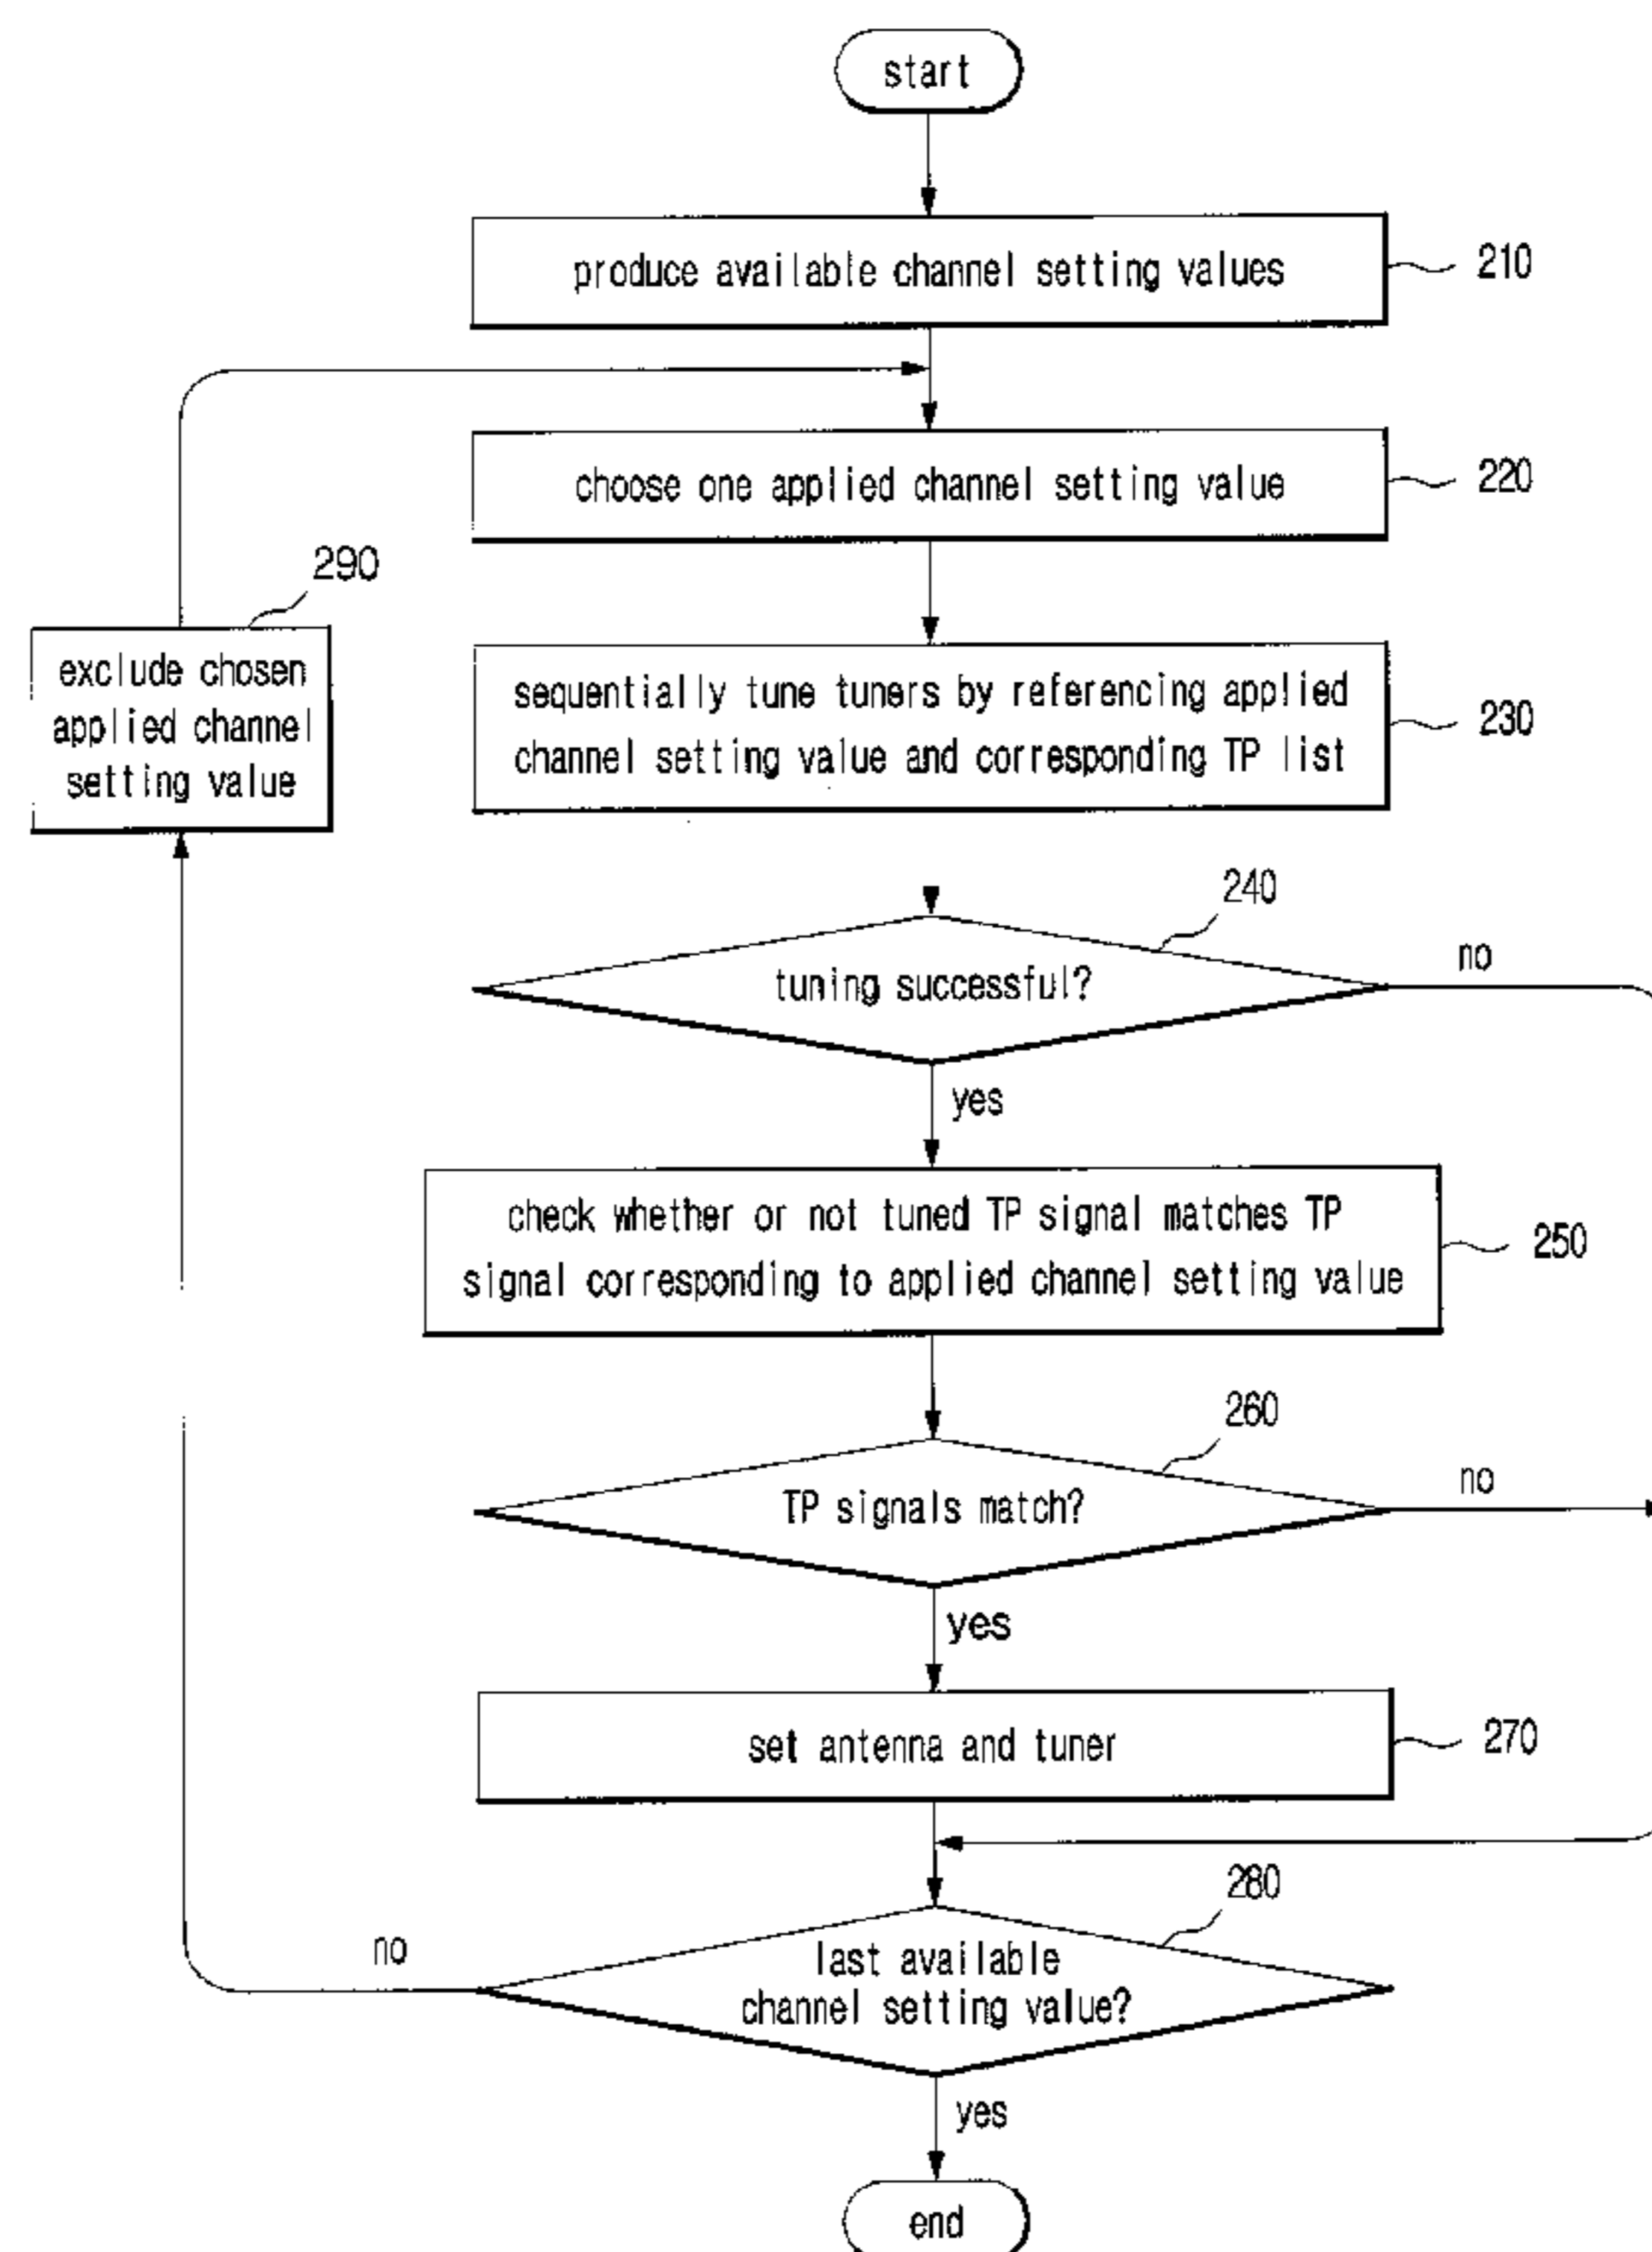 start
produce available channel setting values
210
choose one applied channel setting value
220
290
exclude chosen
applied channel
setting value
sequentially tune tuners by referencing applied
channel setting value and corresponding TP list
230
240
tuning successful?
no
yes
check whether or not tuned TP signal matches TP
signal corresponding to applied channel setting value
250
260
TP signals match?
no
yes
set antenna and tuner
270
280
last available
channel setting value?
no
yes
end